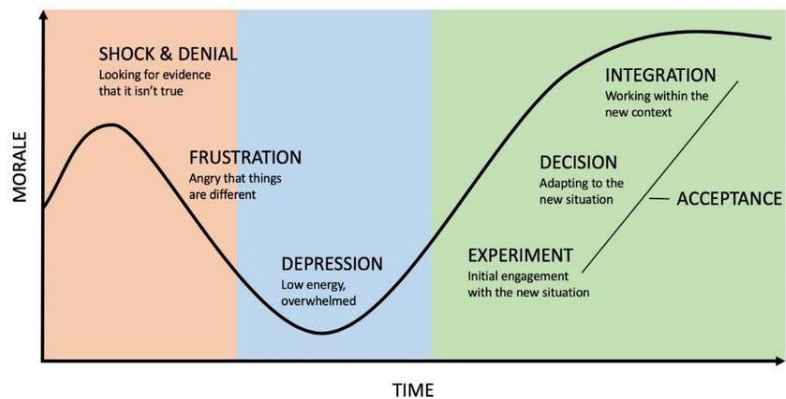 SHOCK & DENIAL
Looking for evidence
that it isn't true
FRUSTRATION
Angry that things
are different
DEPRESSION
Low energy,
overwhelmed
EXPERIMENT
Initial engagement
with the new situation
DECISION
Adapting to the
new situation
INTEGRATION
Working within the
new context
ACCEPTANCE
MORALE
TIME